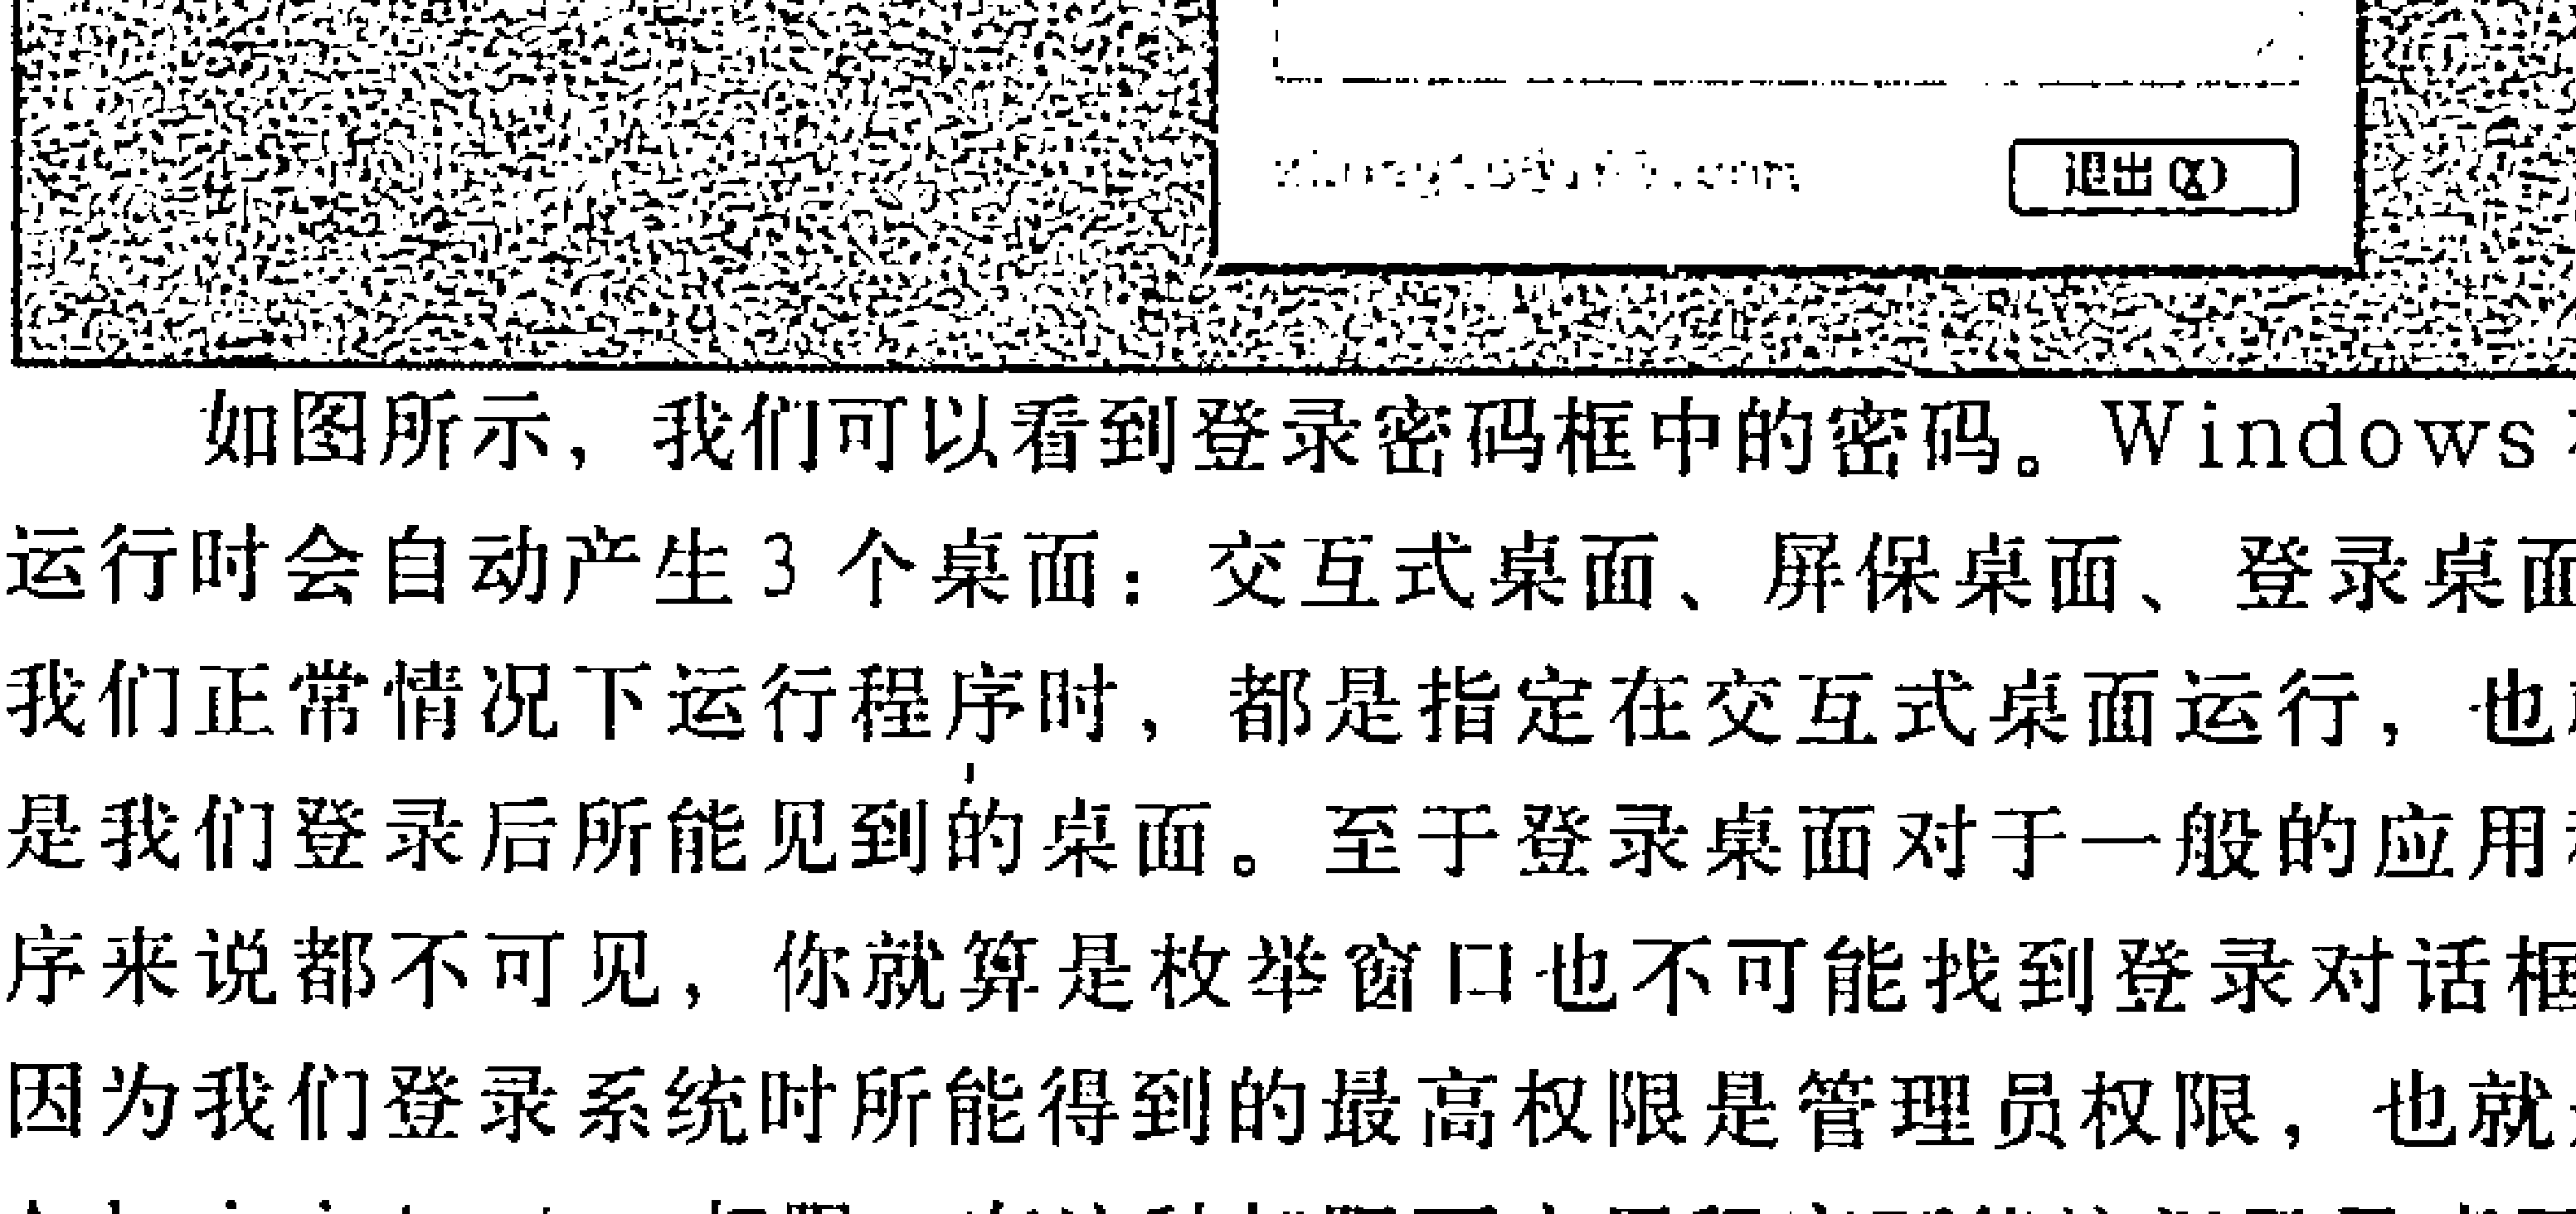 退出(X)
如图所示，我们可以看到登录密码框中的密码。Windows
运行时会自动产生3个桌面：交互式桌面、屏保桌面、登录桌面
我们正常情况下运行程序时，都是指定在交互式桌面运行，也
是我们登录后所能见到的桌面。至于登录桌面对于一般的应用
序来说都不可见，你就算是枚举窗口也不可能找到登录对话框
因为我们登录系统时所能得到的最高权限是管理员权限，也就